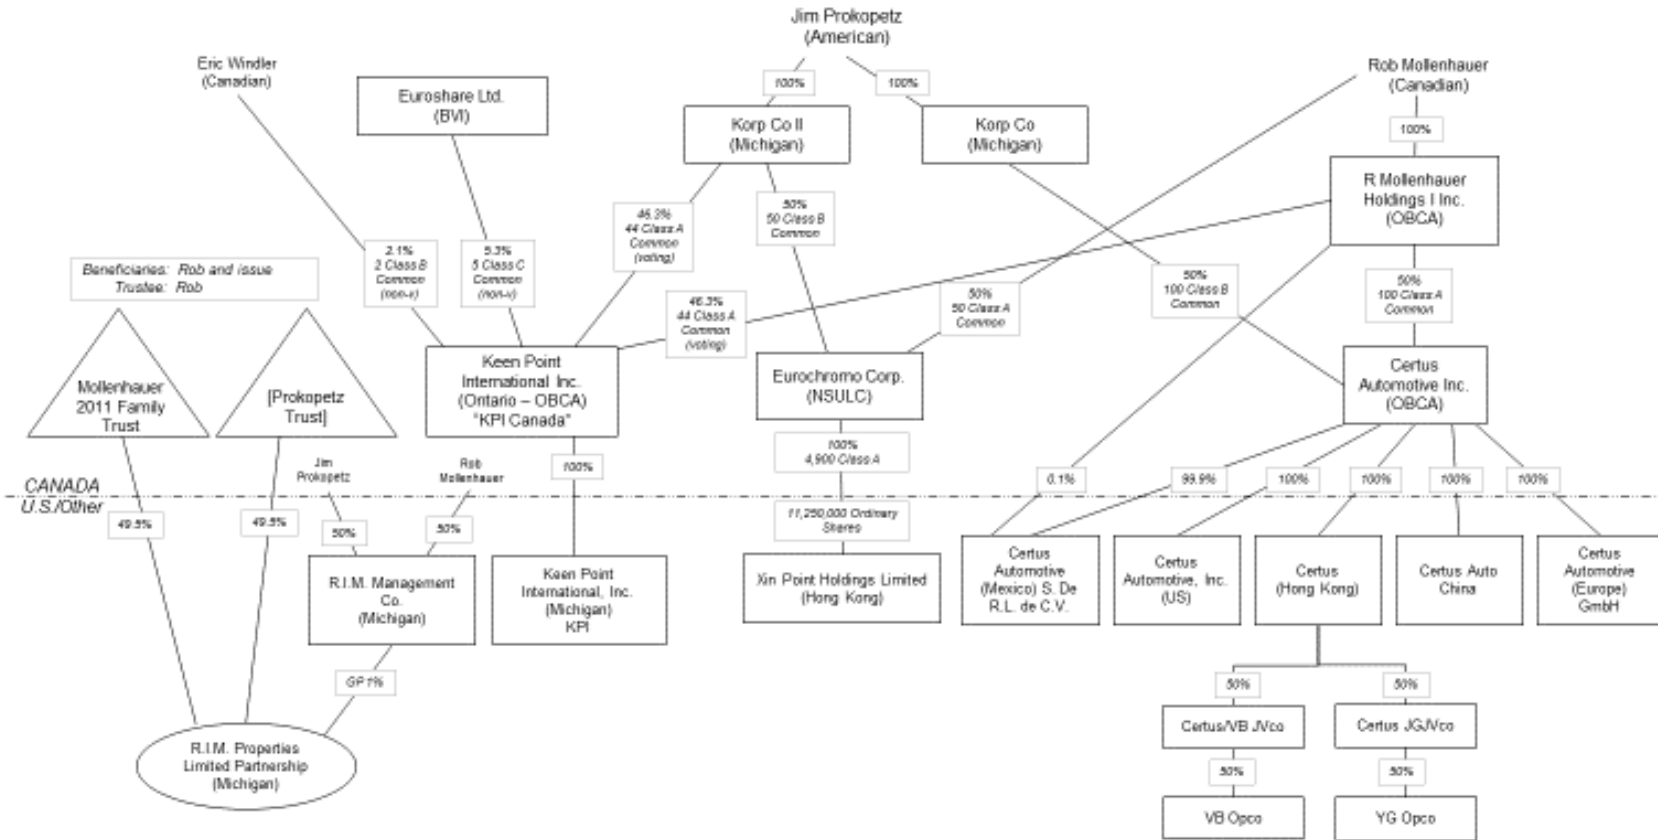 Jim Prokopetz
(American)
Eric Windler
(Canadian)
Rob Mollenhauer
(Canadian)
Euroshare Ltd.
(BVI)
100%
100%
Korp Co II
(Michigan)
Korp Co
(Michigan)
100%
R Mollenhauer
Holdings I Inc.
(OBCA)
46.3%
44 Class A
Common
(voting)
50%
50 Class B
Common
2.1%
2 Class B
Common
(non-v)
5.3%
5 Class C
Common
(non-v)
Beneficiaries: Rob and issue
Trustee: Rob
46.3%
44 Class A
Common
(voting)
50%
50 Class A
Common
50%
100 Class B
Common
50%
100 Class A
Common
Mollenhauer
2011 Family
Trust
[Prokopetz
Trust]
Keen Point
International Inc.
(Ontario – OBCA)
"KPI Canada"
Eurochromo Corp.
(NSULC)
Certus
Automotive Inc.
(OBCA)
Jim
Prokopetz
Rob
Mollenhauer
100%
100%
4,900 Class A
0.1%
99.9%
100%
100%
100%
100%
CANADA
U.S./Other
49.5%
49.5%
50%
50%
11,250,000 Ordinary
Shares
R.I.M. Management
Co.
(Michigan)
Keen Point
International, Inc.
(Michigan)
KPI
Xin Point Holdings Limited
(Hong Kong)
Certus
Automotive
(Mexico) S. De
R.L. de C.V.
Certus
Automotive, Inc.
(US)
Certus
(Hong Kong)
Certus Auto
China
Certus
Automotive
(Europe)
GmbH
GP 1%
50%
50%
R.I.M. Properties
Limited Partnership
(Michigan)
Certus/VB JVco
Certus JGJVco
50%
50%
VB Opco
YG Opco